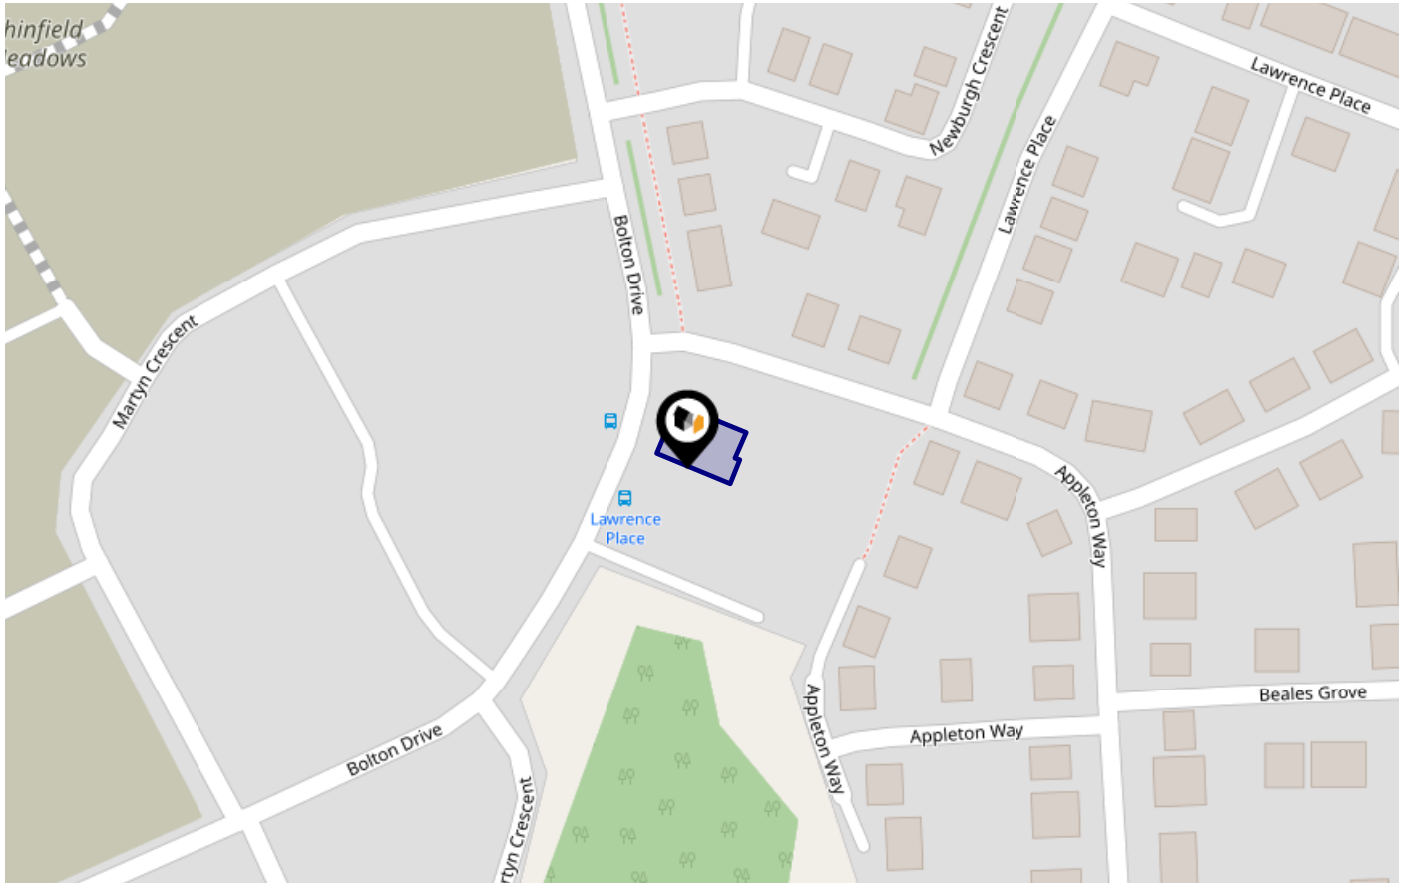 hinfield
eadows
Newburgh Crescent
Lawrence Place
Lawrence Place
Bolton Drive
Martyn Crescent
Lawrence
Place
Appleton Way
Beales Grove
Appleton Way
Appleton Way
Bolton Drive
rtyn Crescent